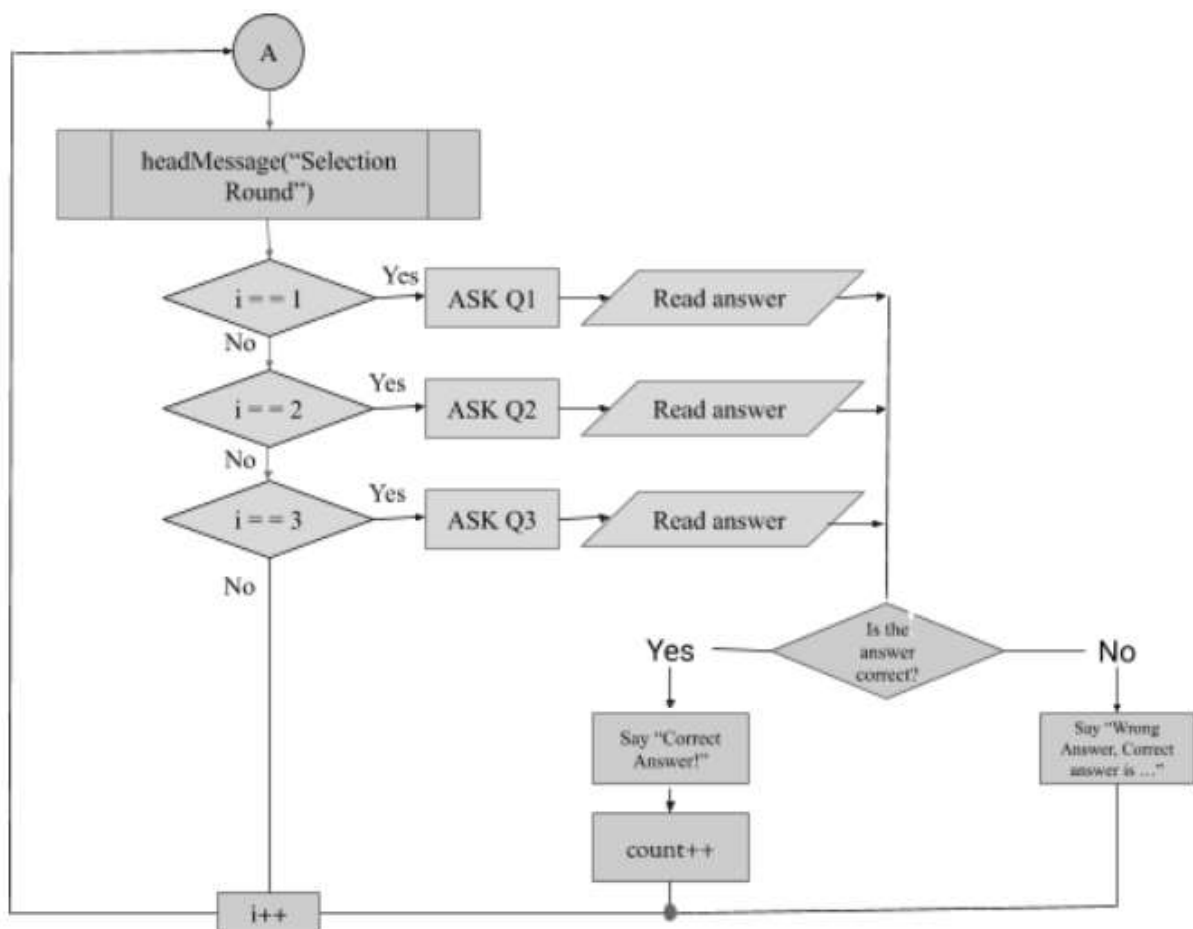 A
headMessage(“Selection
Round”)
i = = 1
Yes
ASK Q1
Read answer
No
i = = 2
Yes
ASK Q2
Read answer
No
i = = 3
Yes
ASK Q3
Read answer
No
Is the
answer
correct?
Yes
No
Say “Correct
Answer!”
Say “Wrong
Answer, Correct
answer is …”
count++
i++